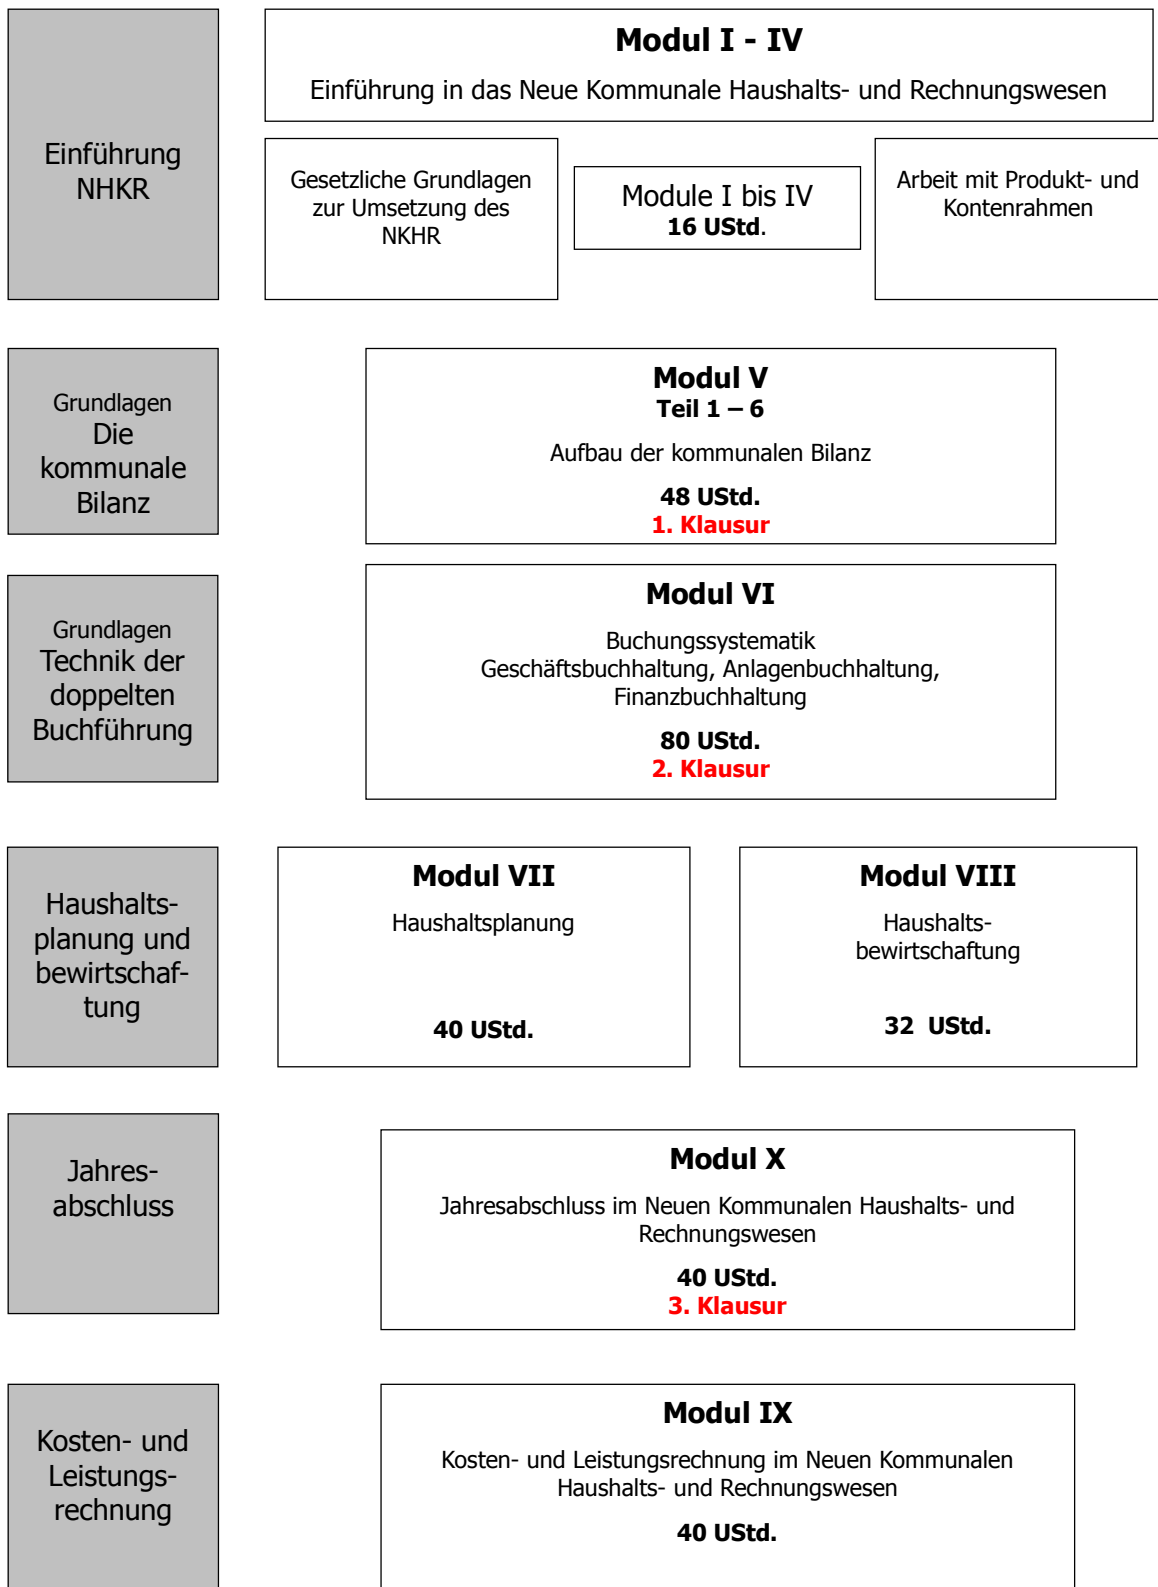 Einführung
NHKR
Modul I - IV
Einführung in das Neue Kommunale Haushalts- und Rechnungswesen
Gesetzliche Grundlagen
zur Umsetzung des
NKHR
Module I bis IV
16 UStd.
Arbeit mit Produkt- und
Kontenrahmen
Grundlagen
Die
kommunale
Bilanz
Modul V
Teil 1 – 6
Aufbau der kommunalen Bilanz
48 UStd.
1. Klausur
Grundlagen
Technik der
doppelten
Buchführung
Modul VI
Buchungssystematik
Geschäftsbuchhaltung, Anlagenbuchhaltung,
Finanzbuchhaltung
80 UStd.
2. Klausur
Haushalts-
planung und
bewirtschaf-
tung
Modul VII
Haushaltsplanung
40 UStd.
Modul VIII
Haushalts-
bewirtschaftung
32 UStd.
Jahres-
abschluss
Modul X
Jahresabschluss im Neuen Kommunalen Haushalts- und
Rechnungswesen
40 UStd.
3. Klausur
Kosten- und
Leistungs-
rechnung
Modul IX
Kosten- und Leistungsrechnung im Neuen Kommunalen
Haushalts- und Rechnungswesen
40 UStd.